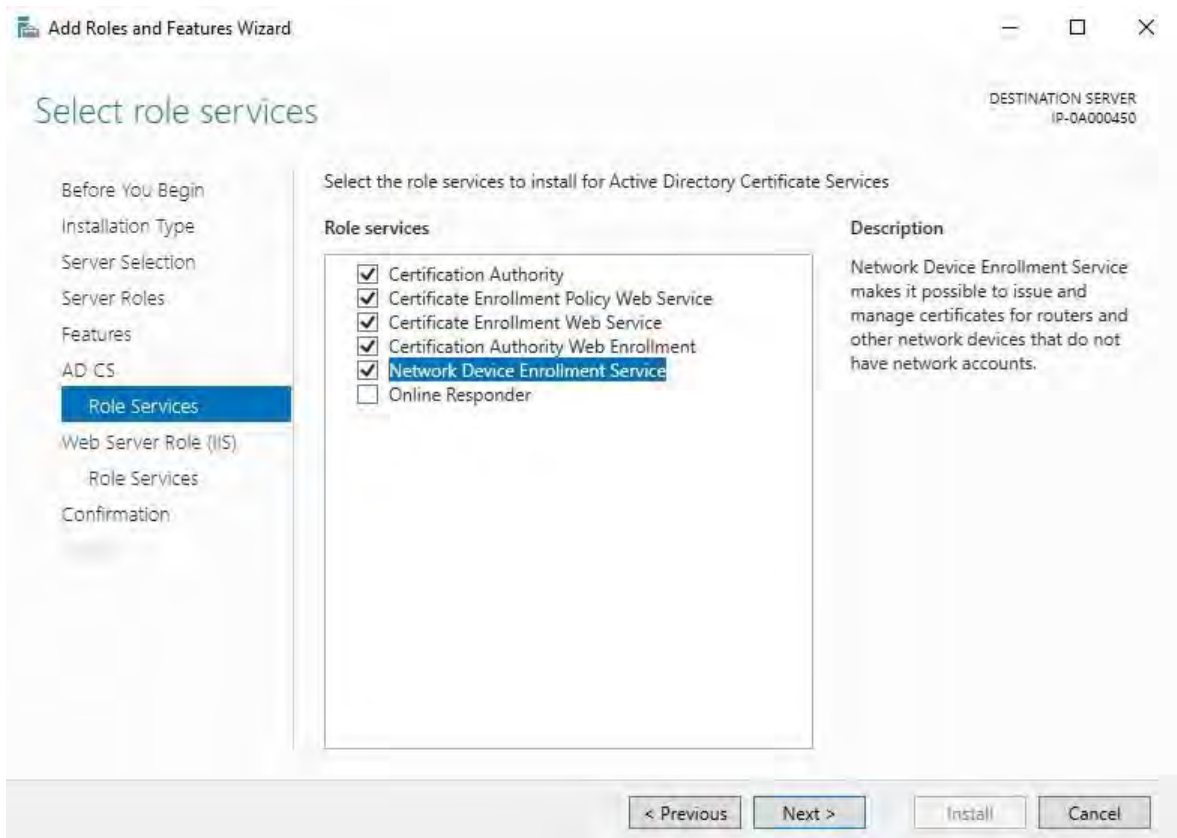 Add Roles and Features Wizard
Select role services
DESTINATION SERVER
IP-0A000450
Before You Begin
Installation Type
Server Selection
Server Roles
Features
AD CS
Role Services
Web Server Role (IIS)
Role Services
Confirmation
Select the role services to install for Active Directory Certificate Services
Role services
Certification Authority
Certificate Enrollment Policy Web Service
Certificate Enrollment Web Service
Certification Authority Web Enrollment
Network Device Enrollment Service
Online Responder
Description
Network Device Enrollment Service
makes it possible to issue and
manage certificates for routers and
other network devices that do not
have network accounts.
< Previous
Next >
Install
Cancel